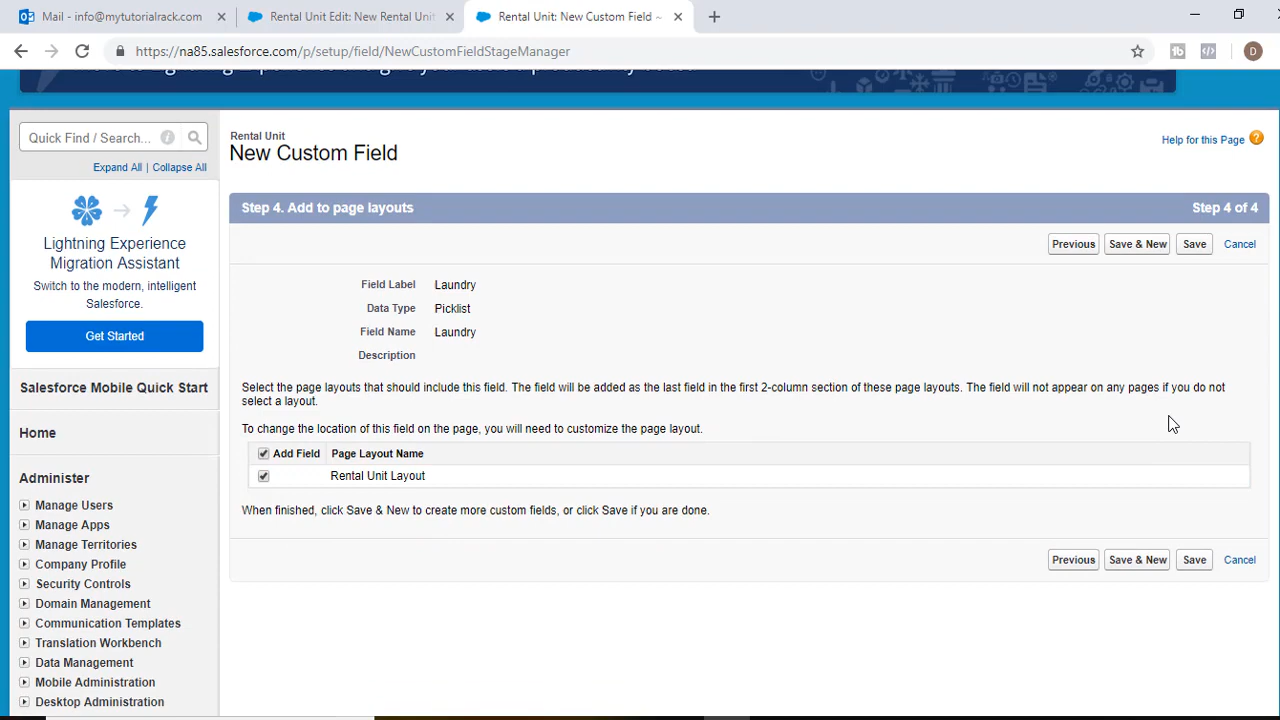 Mail - info@mytutorialrack.com
Rental Unit Edit: New Rental Unit
Rental Unit: New Custom Field ~
https://na85.salesforce.com/p/setup/field/NewCustomFieldStageManager
D
Quick Find / Search...
Expand All | Collapse All
Lightning Experience
Migration Assistant
Switch to the modern, intelligent
Salesforce.
Get Started
Salesforce Mobile Quick Start
Home
Administer
Manage Users
Manage Apps
Manage Territories
Company Profile
Security Controls
Domain Management
Communication Templates
Translation Workbench
Data Management
Mobile Administration
Desktop Administration
Rental Unit
New Custom Field
Help for this Page ?
Step 4. Add to page layouts
Step 4 of 4
Previous Save & New Save Cancel
Field Label Laundry
Data Type Picklist
Field Name Laundry
Description
Select the page layouts that should include this field. The field will be added as the last field in the first 2-column section of these page layouts. The field will not appear on any pages if you do not
select a layout.
To change the location of this field on the page, you will need to customize the page layout.
Add Field Page Layout Name
Rental Unit Layout
When finished, click Save & New to create more custom fields, or click Save if you are done.
Previous Save & New Save Cancel